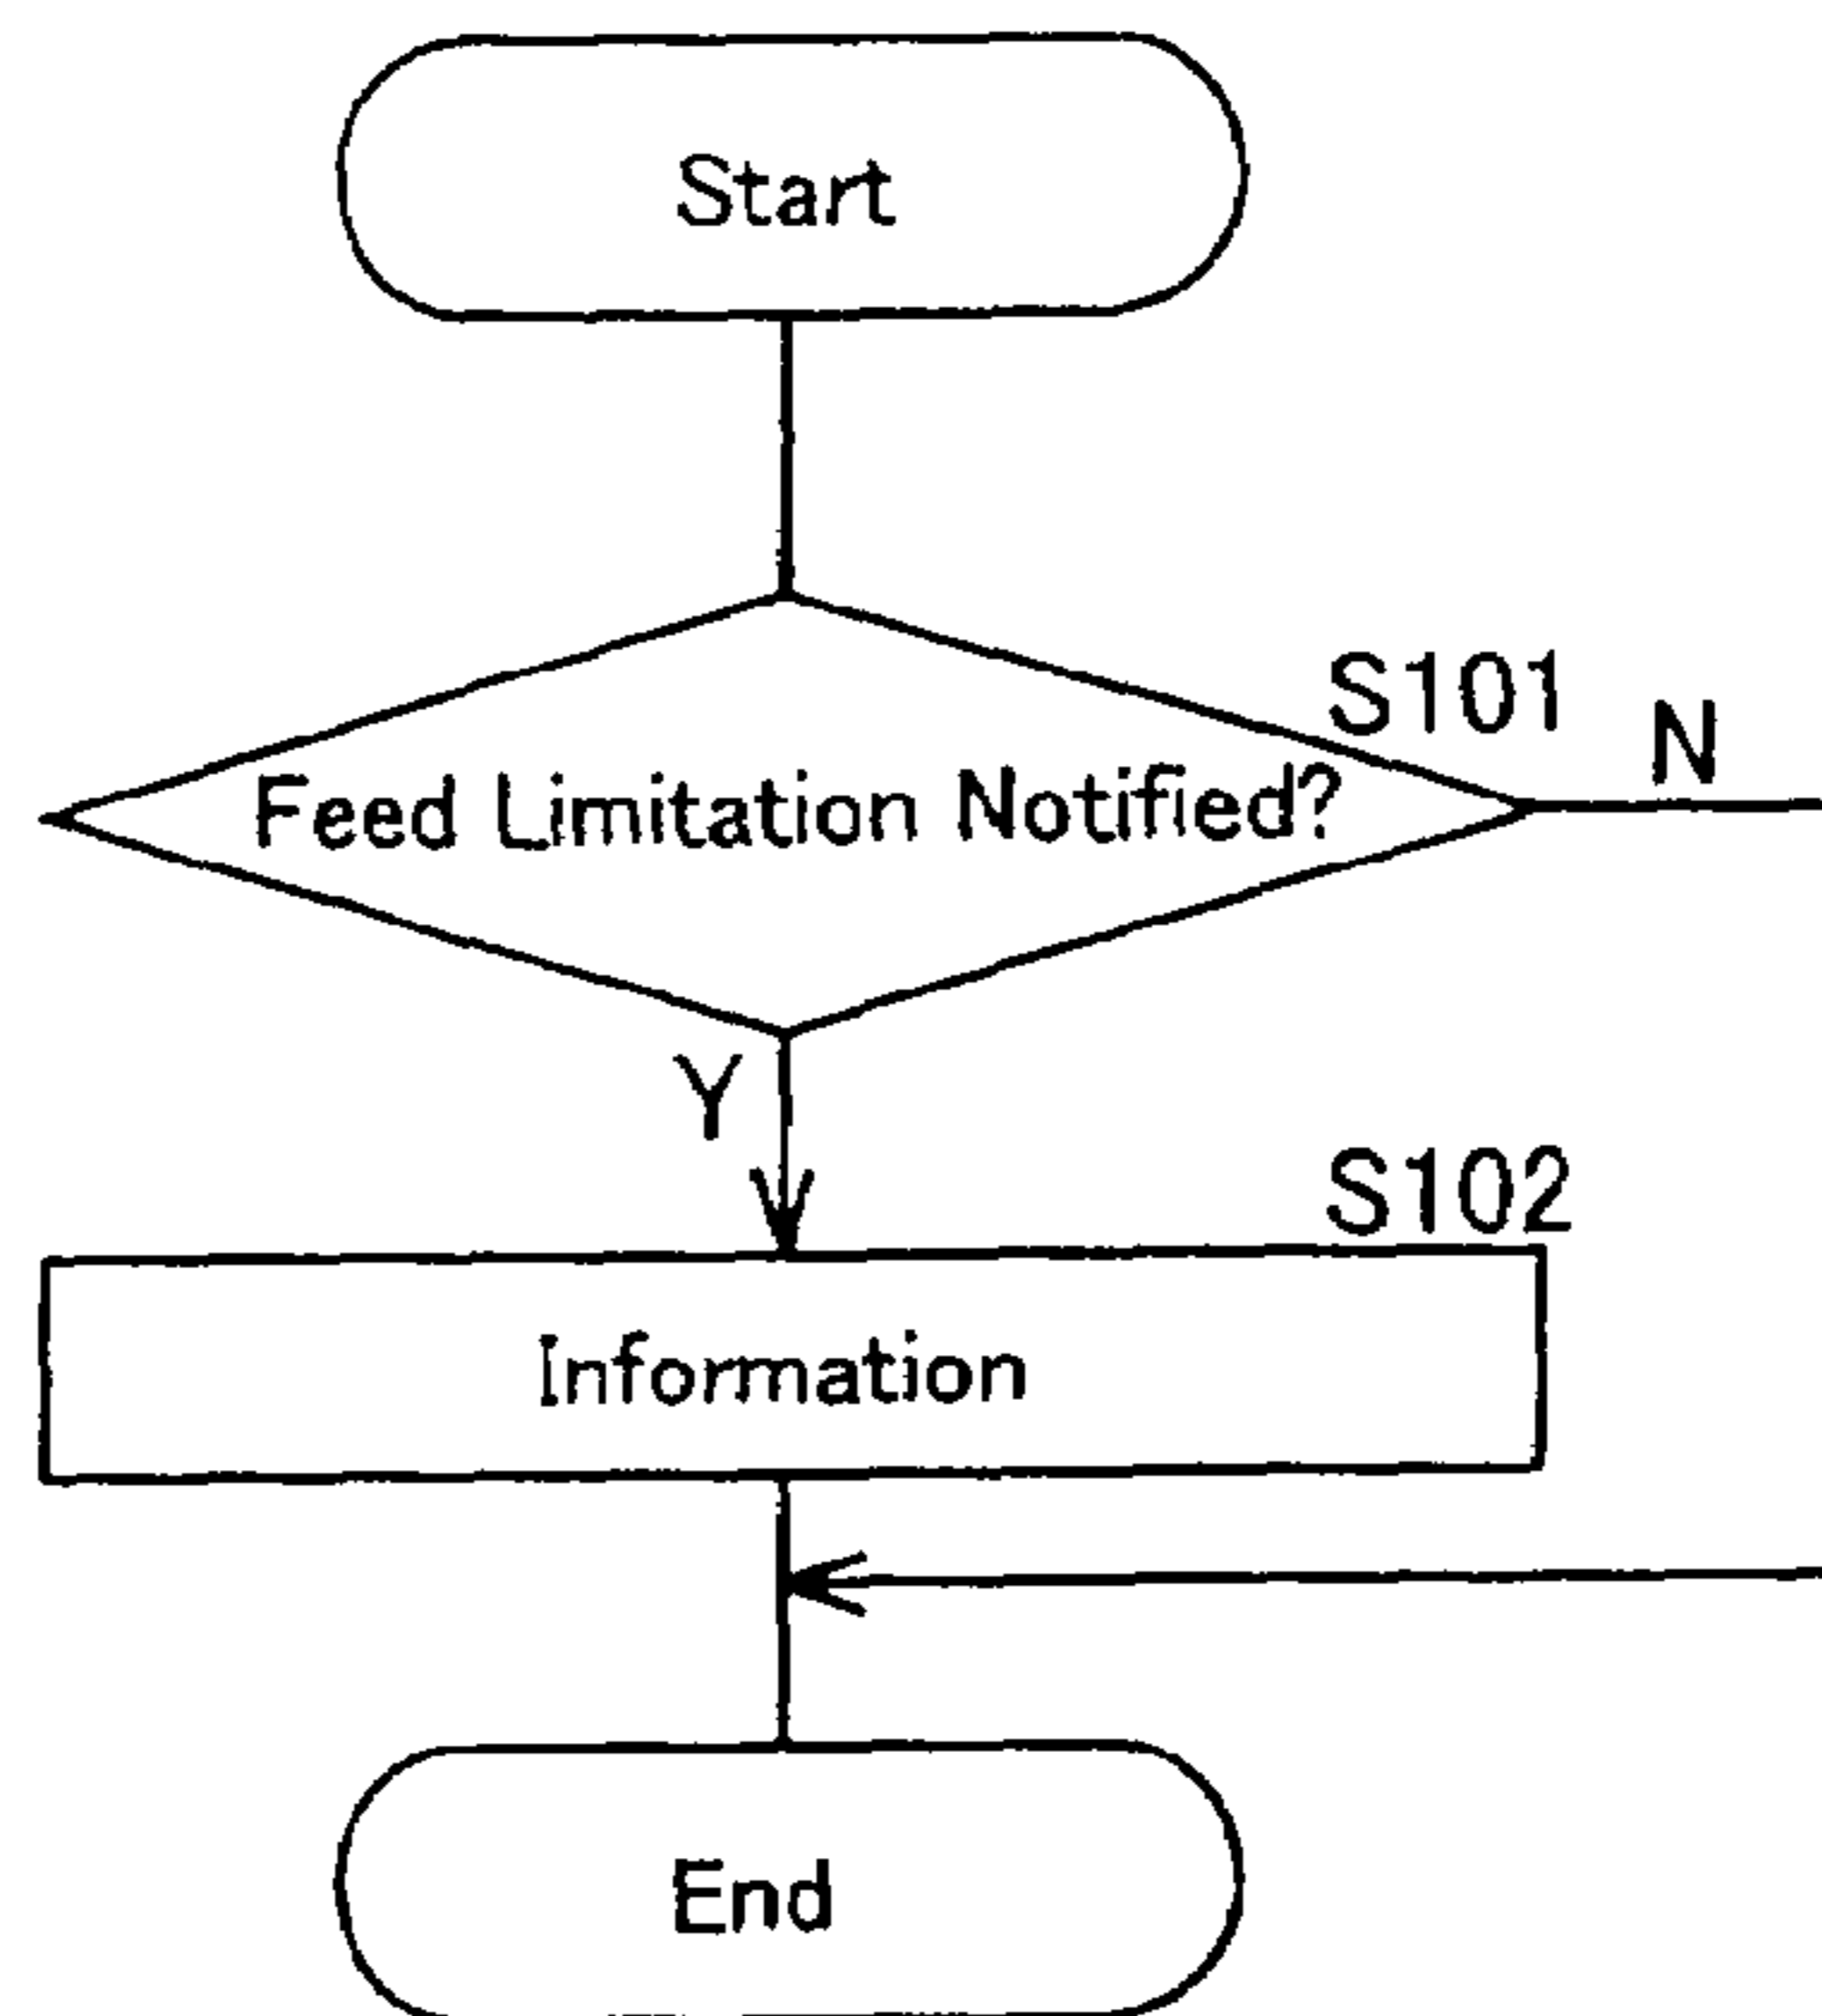 Start
S101
N
Feed Limitation Notified?
Y
S102
Information
End